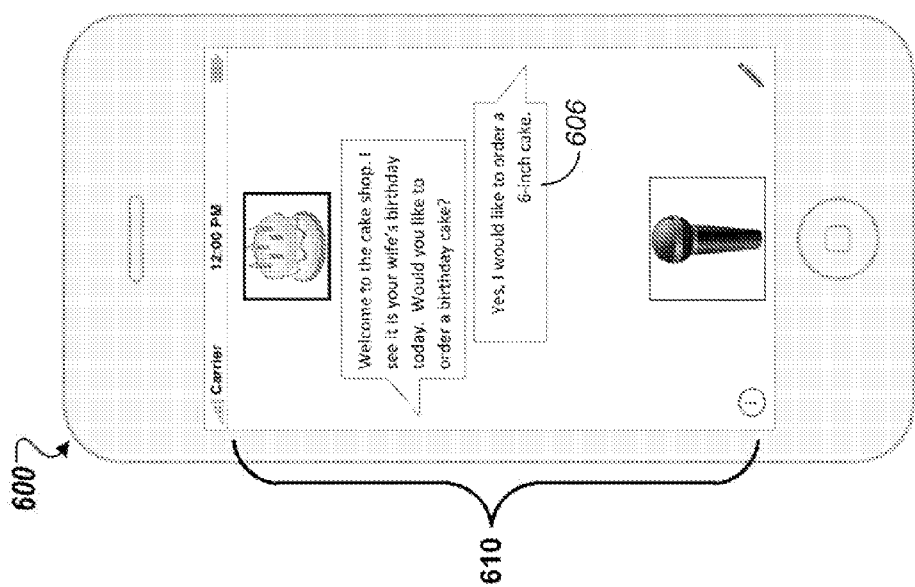 600
Carrier 12:00 PM
Welcome to the cake shop. I
see it is your wife's birthday
today. Would you like to
order a birthday cake?
Yes, I would like to order a
6-inch cake.
606
610